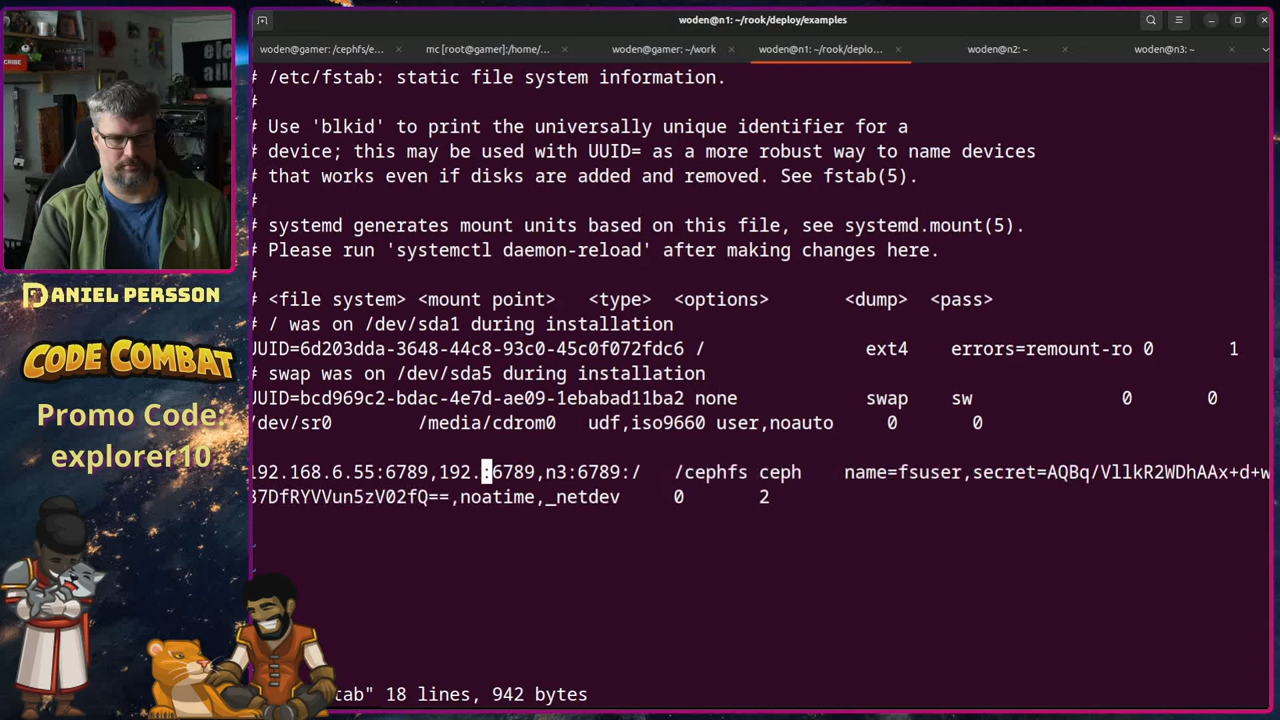 woden@n1: ~/rook/deploy/examples
woden@gamer: /cephfs/e...
mc [root@gamer]:/home/...
woden@gamer: ~/work
woden@n1: ~/rook/deplo...
woden@n2: ~
woden@n3: ~
# /etc/fstab: static file system information.
#
# Use 'blkid' to print the universally unique identifier for a
# device; this may be used with UUID= as a more robust way to name devices
# that works even if disks are added and removed. See fstab(5).
#
# systemd generates mount units based on this file, see systemd.mount(5).
# Please run 'systemctl daemon-reload' after making changes here.
#
# <file system> <mount point>   <type>  <options>       <dump>  <pass>
# / was on /dev/sda1 during installation
UUID=6d203dda-3648-44c8-93c0-45c0f072fdc6 /               ext4    errors=remount-ro 0       1
# swap was on /dev/sda5 during installation
UUID=bcd969c2-bdac-4e7d-ae09-1ebabad11ba2 none            swap    sw              0       0
/dev/sr0        /media/cdrom0   udf,iso9660 user,noauto     0       0
192.168.6.55:6789,192.:6789,n3:6789:/   /cephfs ceph    name=fsuser,secret=AQBq/VllkR2WDhAAx+d+w
37DfRYVVun5zV02fQ==,noatime,_netdev     0       2
tab" 18 lines, 942 bytes
DANIEL PERSSON
CODE COMBAT
Promo Code:
explorer10